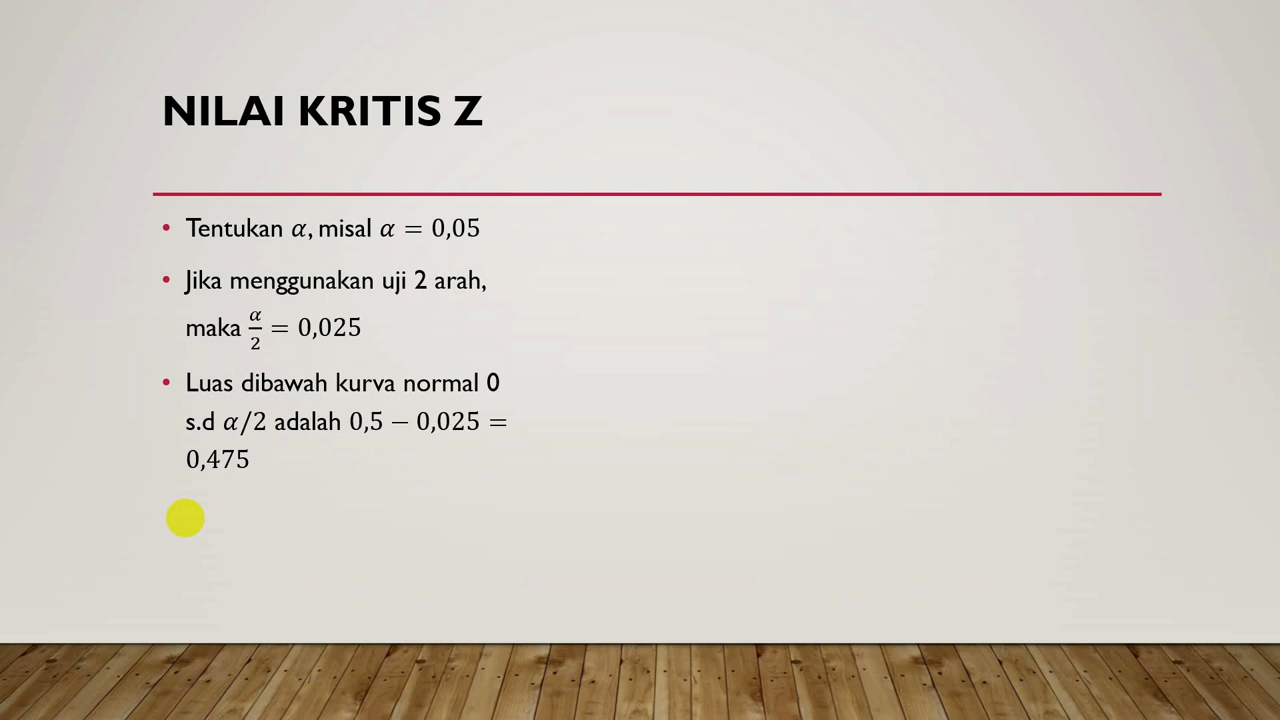 NILAI KRITIS Z
• Tentukan α, misal α = 0,05
• Jika menggunakan uji 2 arah,
maka α/2 = 0,025
• Luas dibawah kurva normal 0
s.d α/2 adalah 0,5 − 0,025 =
0,475